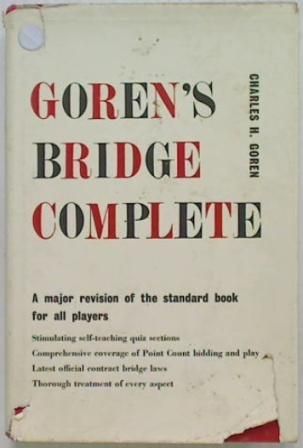 GOREN'S
BRIDGE
COMPLETE
CHARLES H. GOREN
A major revision of the standard book
for all players
Stimulating self-teaching quiz sections
Comprehensive coverage of Point Count bidding and play
Latest official contract bridge laws
Thorough treatment of every aspect